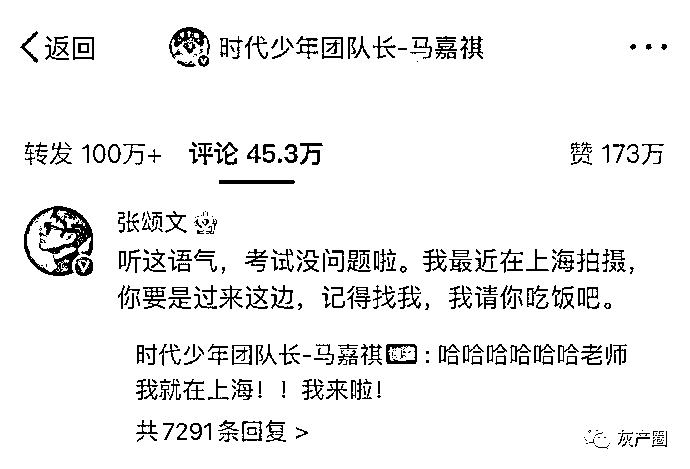 返回
时代少年团队长-马嘉祺
转发 100万+ 评论 45.3万 赞 173万
张颂文
听这语气，考试没问题啦。我最近在上海拍摄，
你要是过来这边，记得找我，我请你吃饭吧。
时代少年团队长-马嘉祺 : 哈哈哈哈哈哈老师
我就在上海！！我来啦！
共7291条回复 >
灰产圈